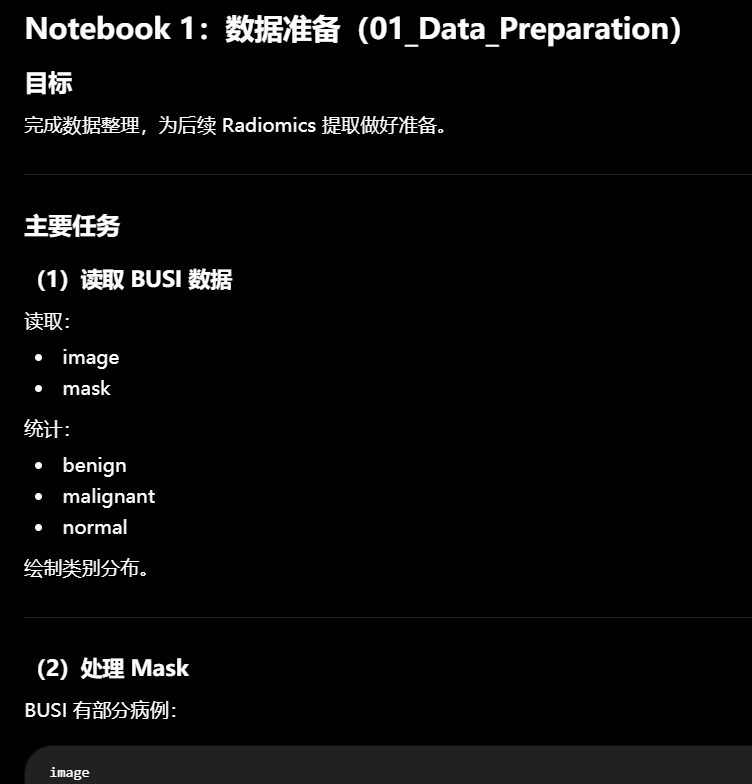 Notebook 1：数据准备（01_Data_Preparation）
目标
完成数据整理，为后续 Radiomics 提取做好准备。
主要任务
（1）读取 BUSI 数据
读取：
• image
• mask
统计：
• benign
• malignant
• normal
绘制类别分布。
（2）处理 Mask
BUSI 有部分病例：
image